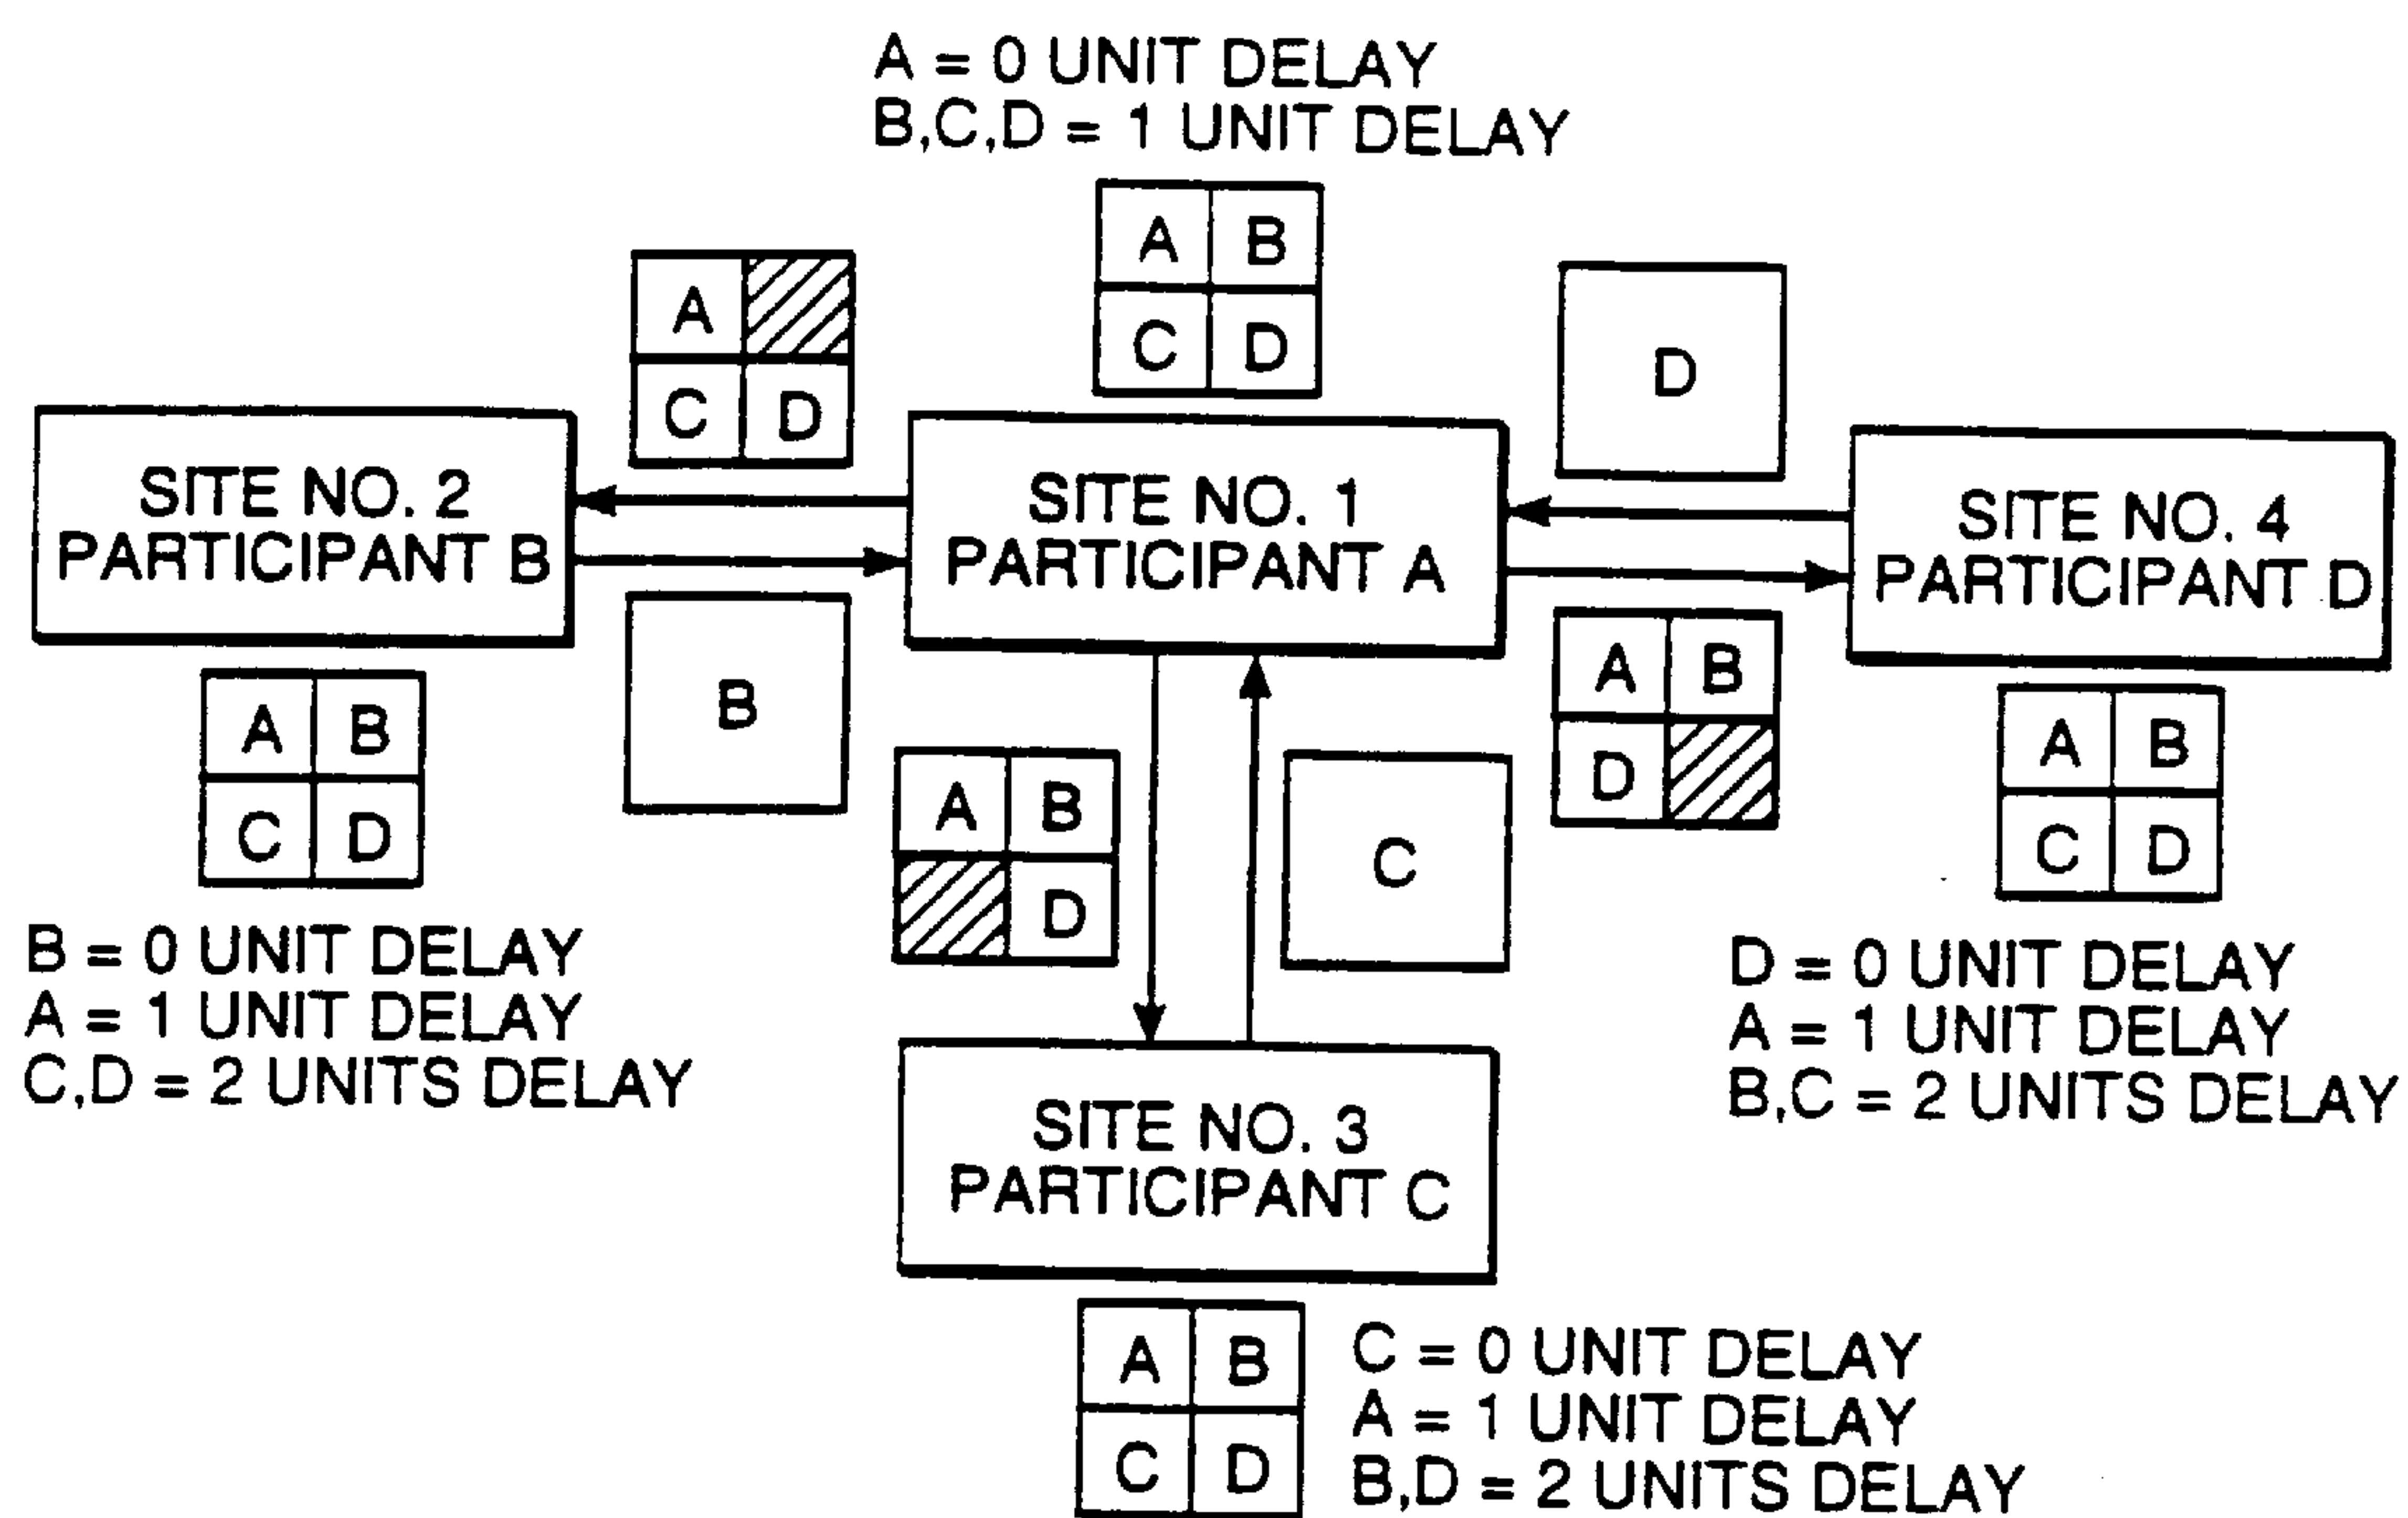 A = 0 UNIT DELAY
B,C,D = 1 UNIT DELAY
A B
C D
A
C D
D
SITE NO. 2
PARTICIPANT B
SITE NO. 1
PARTICIPANT A
SITE NO. 4
PARTICIPANT D
A B
C D
B
A B
D
C
A B
D
A B
C D
B = 0 UNIT DELAY
A = 1 UNIT DELAY
C,D = 2 UNITS DELAY
D = 0 UNIT DELAY
A = 1 UNIT DELAY
B,C = 2 UNITS DELAY
SITE NO. 3
PARTICIPANT C
A B
C D
C = 0 UNIT DELAY
A = 1 UNIT DELAY
B,D = 2 UNITS DELAY